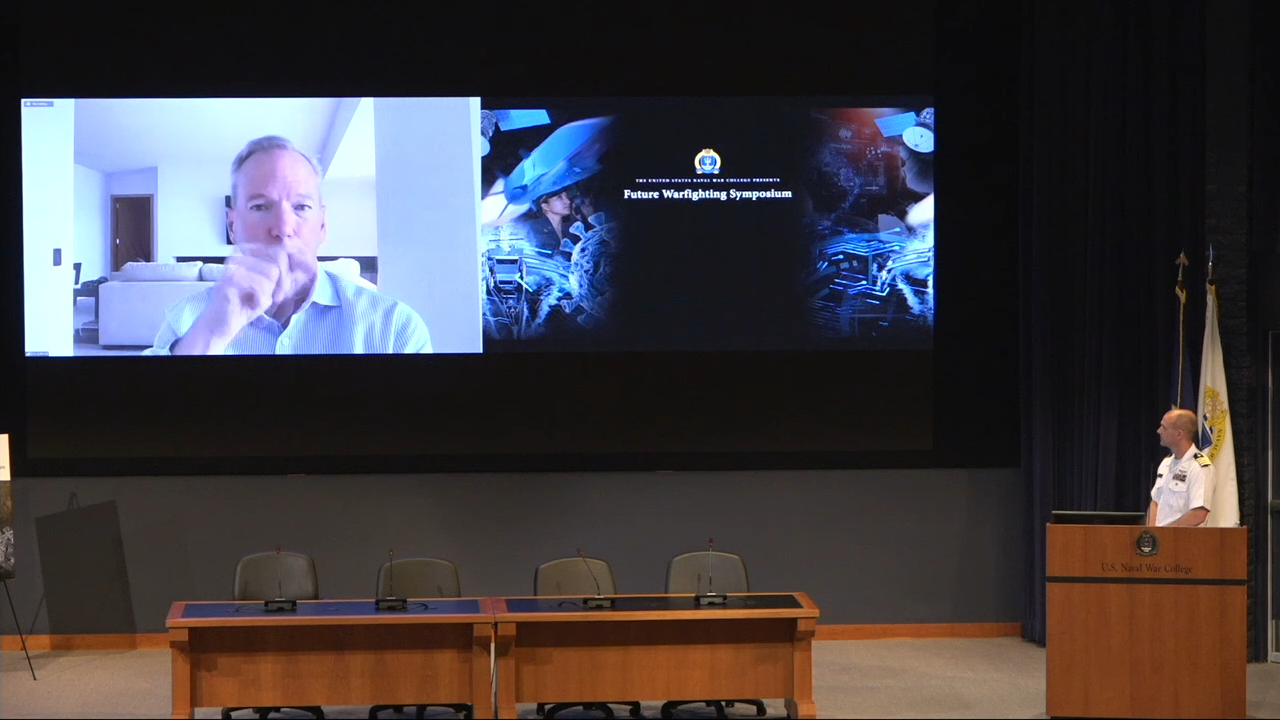 THE UNITED STATES NAVAL WAR COLLEGE PRESENTS
Future Warfighting Symposium
U.S. Naval War College